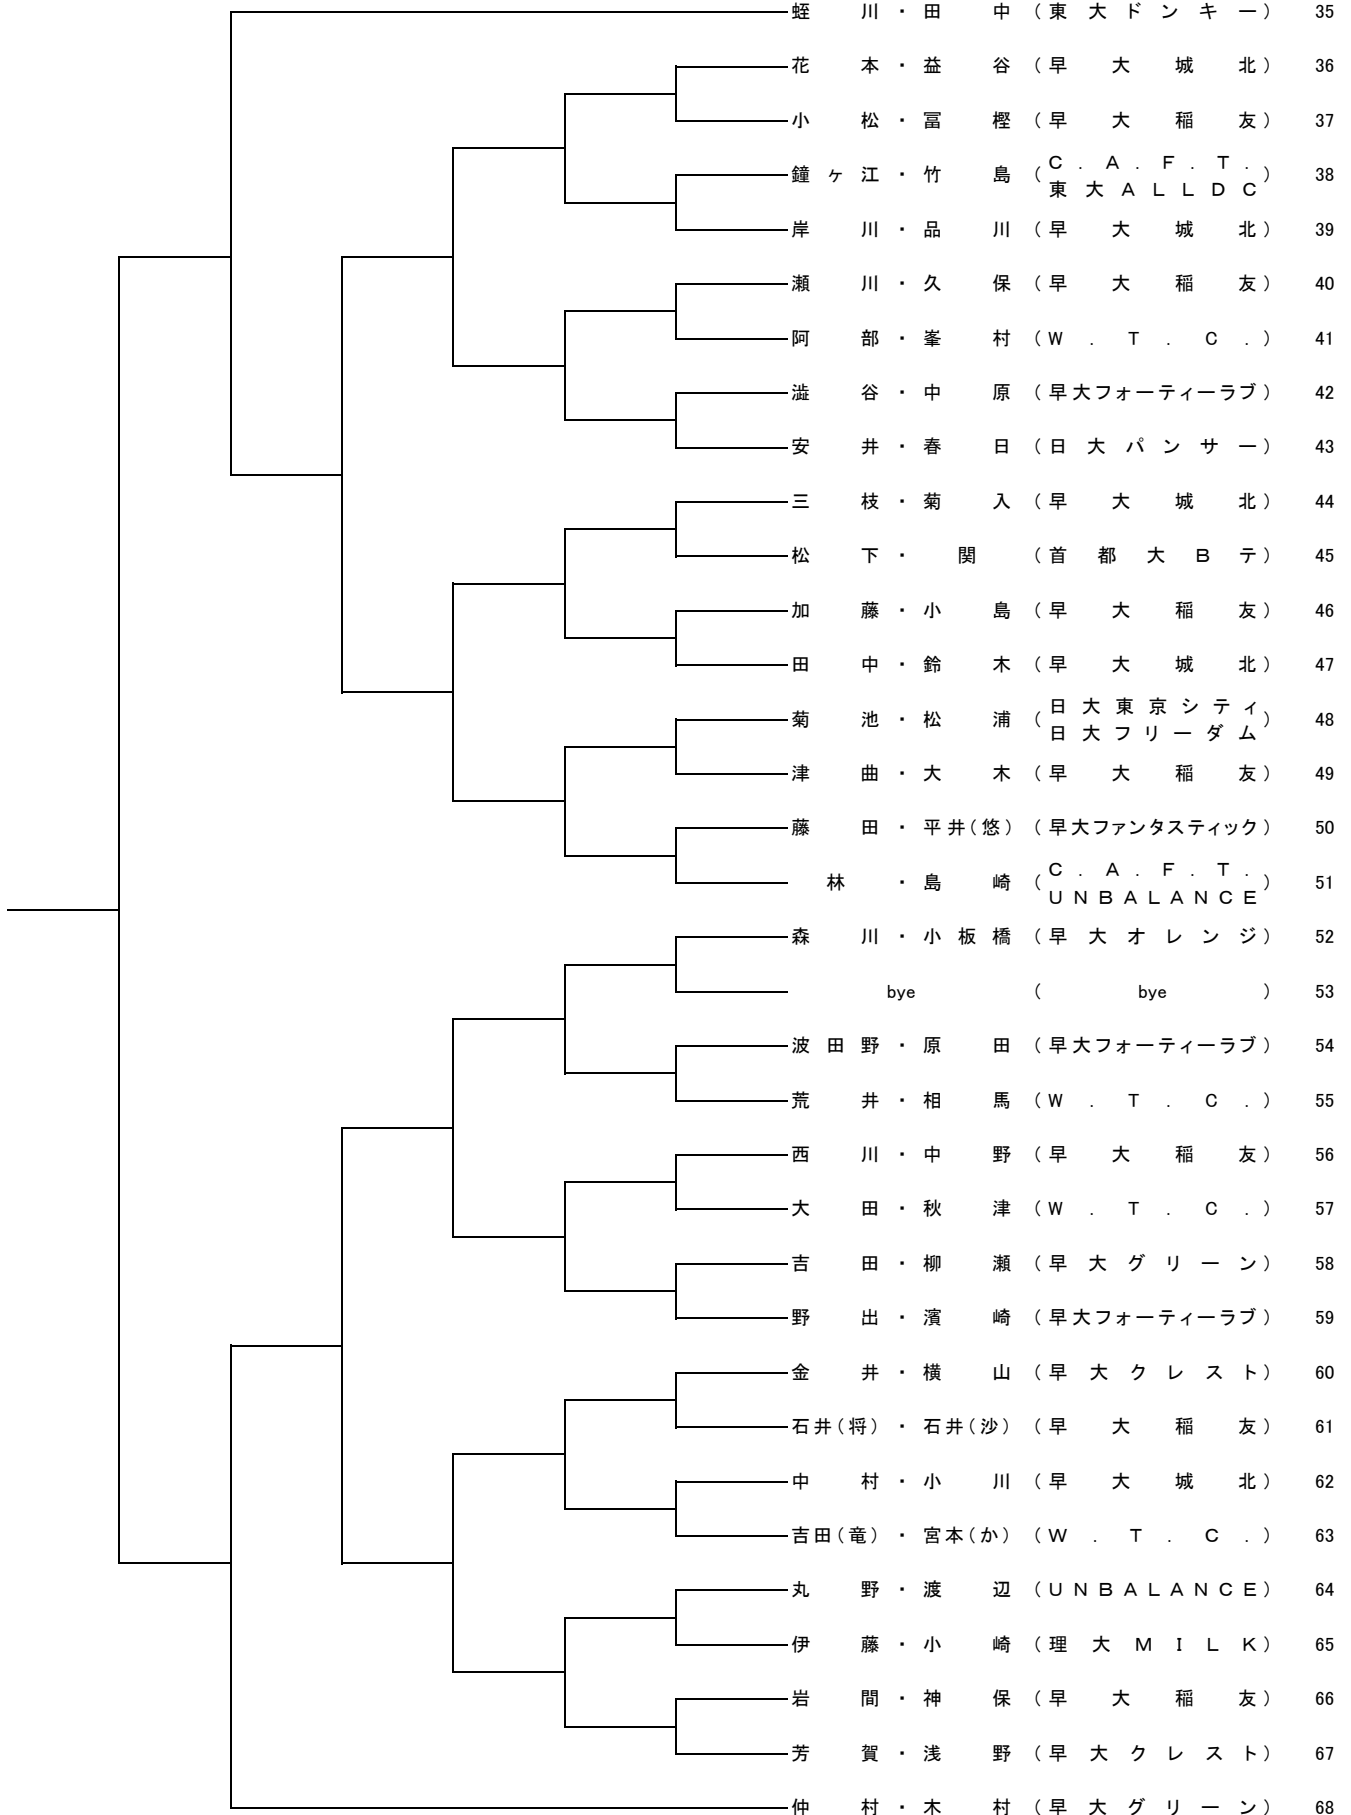 蛭川・田中（東大ドンキー） 35
花本・益谷（早大城北） 36
小松・冨樫（早大稲友） 37
鐘ヶ江・竹島（C.A.F.T. 東大ALLDC） 38
岸川・品川（早大城北） 39
瀬川・久保（早大稲友） 40
阿部・峯村（W.T.C.） 41
澁谷・中原（早大フォーティーラブ） 42
安井・春日（日大パンサー） 43
三枝・菊入（早大城北） 44
松下・関（首都大Bテ） 45
加藤・小島（早大稲友） 46
田中・鈴木（早大城北） 47
菊池・松浦（日大東京シティ 日大フリーダム） 48
津曲・大木（早大稲友） 49
藤田・平井(悠)（早大ファンタスティック） 50
林・島崎（C.A.F.T. UNBALANCE） 51
森川・小板橋（早大オレンジ） 52
bye（bye） 53
波田野・原田（早大フォーティーラブ） 54
荒井・相馬（W.T.C.） 55
西川・中野（早大稲友） 56
大田・秋津（W.T.C.） 57
吉田・柳瀬（早大グリーン） 58
野出・濱崎（早大フォーティーラブ） 59
金井・横山（早大クレスト） 60
石井(将)・石井(沙)（早大稲友） 61
中村・小川（早大城北） 62
吉田(竜)・宮本(か)（W.T.C.） 63
丸野・渡辺（UNBALANCE） 64
伊藤・小崎（理大MILK） 65
岩間・神保（早大稲友） 66
芳賀・浅野（早大クレスト） 67
仲村・木村（早大グリーン） 68